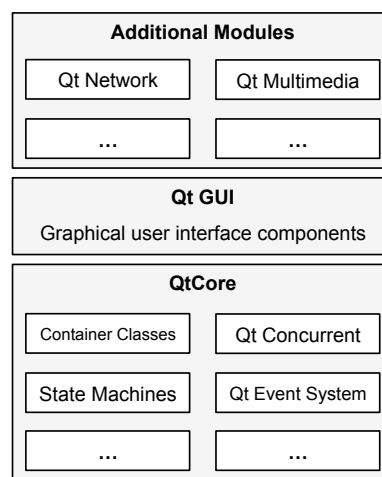 Additional Modules
Qt Network
Qt Multimedia
...
...
Qt GUI
Graphical user interface components
QtCore
Container Classes
Qt Concurrent
State Machines
Qt Event System
...
...